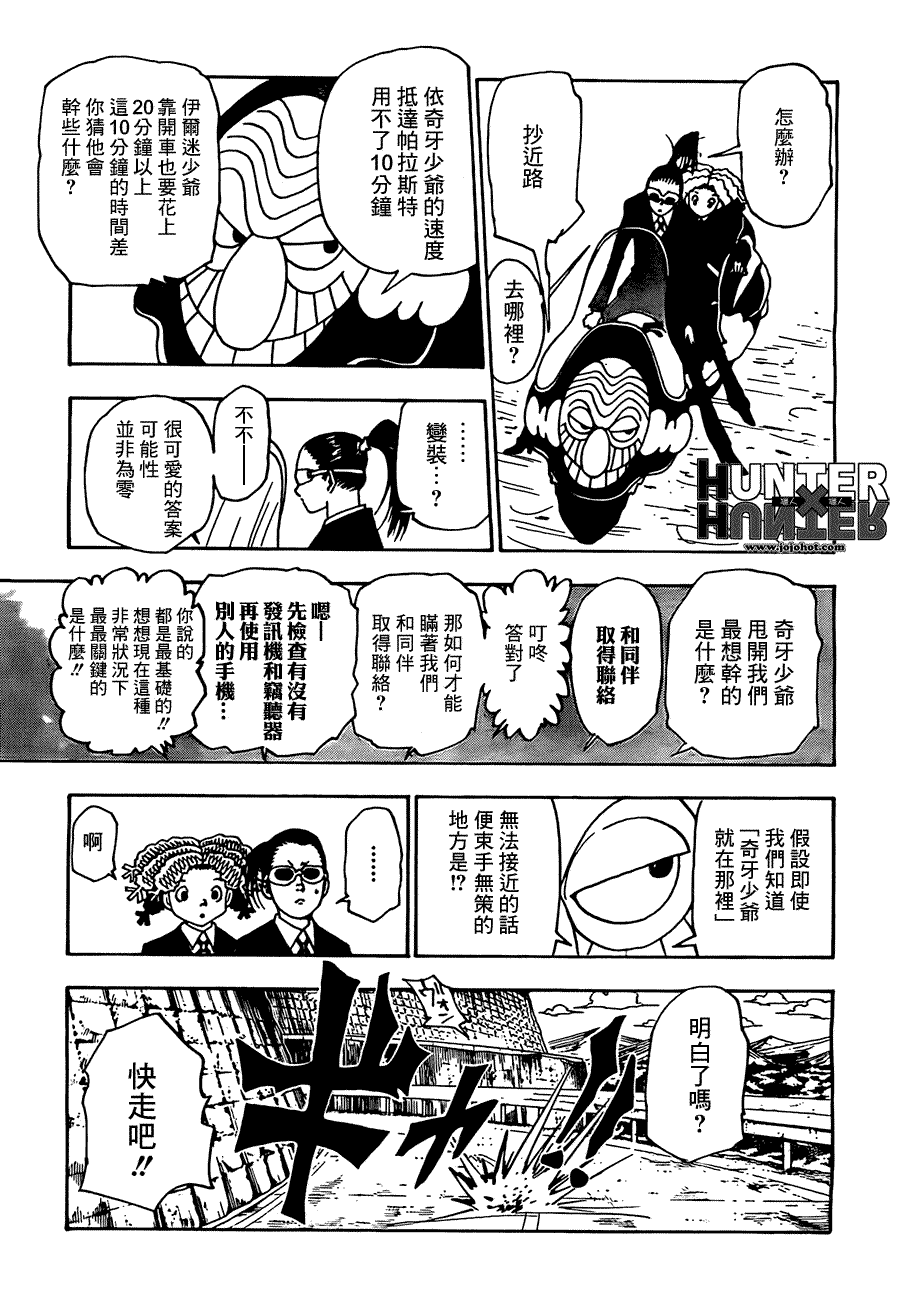 怎麼辦?
抄近路
去哪裡?
依奇牙少爺的速度
抵達帕拉斯特
用不了10分鐘
伊爾迷少爺
靠開車也要花上
20分鐘以上
這10分鐘的時間差
你猜他會
幹些什麼?
HUNTER
×
HUNTER
www.jojohot.com
……
變裝…?
不不——
很可愛的答案
可能性
並非為零
奇牙少爺
甩開我們
最想幹的
是什麼?
和同伴
取得聯絡
叮咚
答對了
那如何才能
瞞著我們
和同伴
取得聯絡?
嗯—
先檢查有沒有
發訊機和竊聽器
再使用
別人的手機…
你說的
都是最基礎的!!
想想現在這種
非常狀況下
最最關鍵的
是什麼!!
假設即使
我們知道
「奇牙少爺
就在那裡」
無法接近的話
便束手無策的
地方是!?
……
啊
明白了嗎?
ギャ!!
快走吧!!